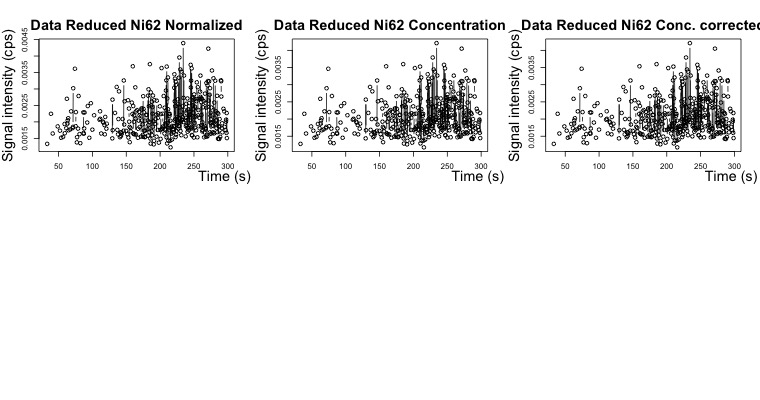 Data Reduced Ni62 Normalized
Signal intensity (cps)
0.0015 0.0025 0.0035 0.0045
50 100 150 200 250 300
Time (s)
Data Reduced Ni62 Concentration
Signal intensity (cps)
0.0015 0.0025 0.0035
50 100 150 200 250 300
Time (s)
Data Reduced Ni62 Conc. corrected
Signal intensity (cps)
0.0015 0.0025 0.0035
50 100 150 200 250 300
Time (s)